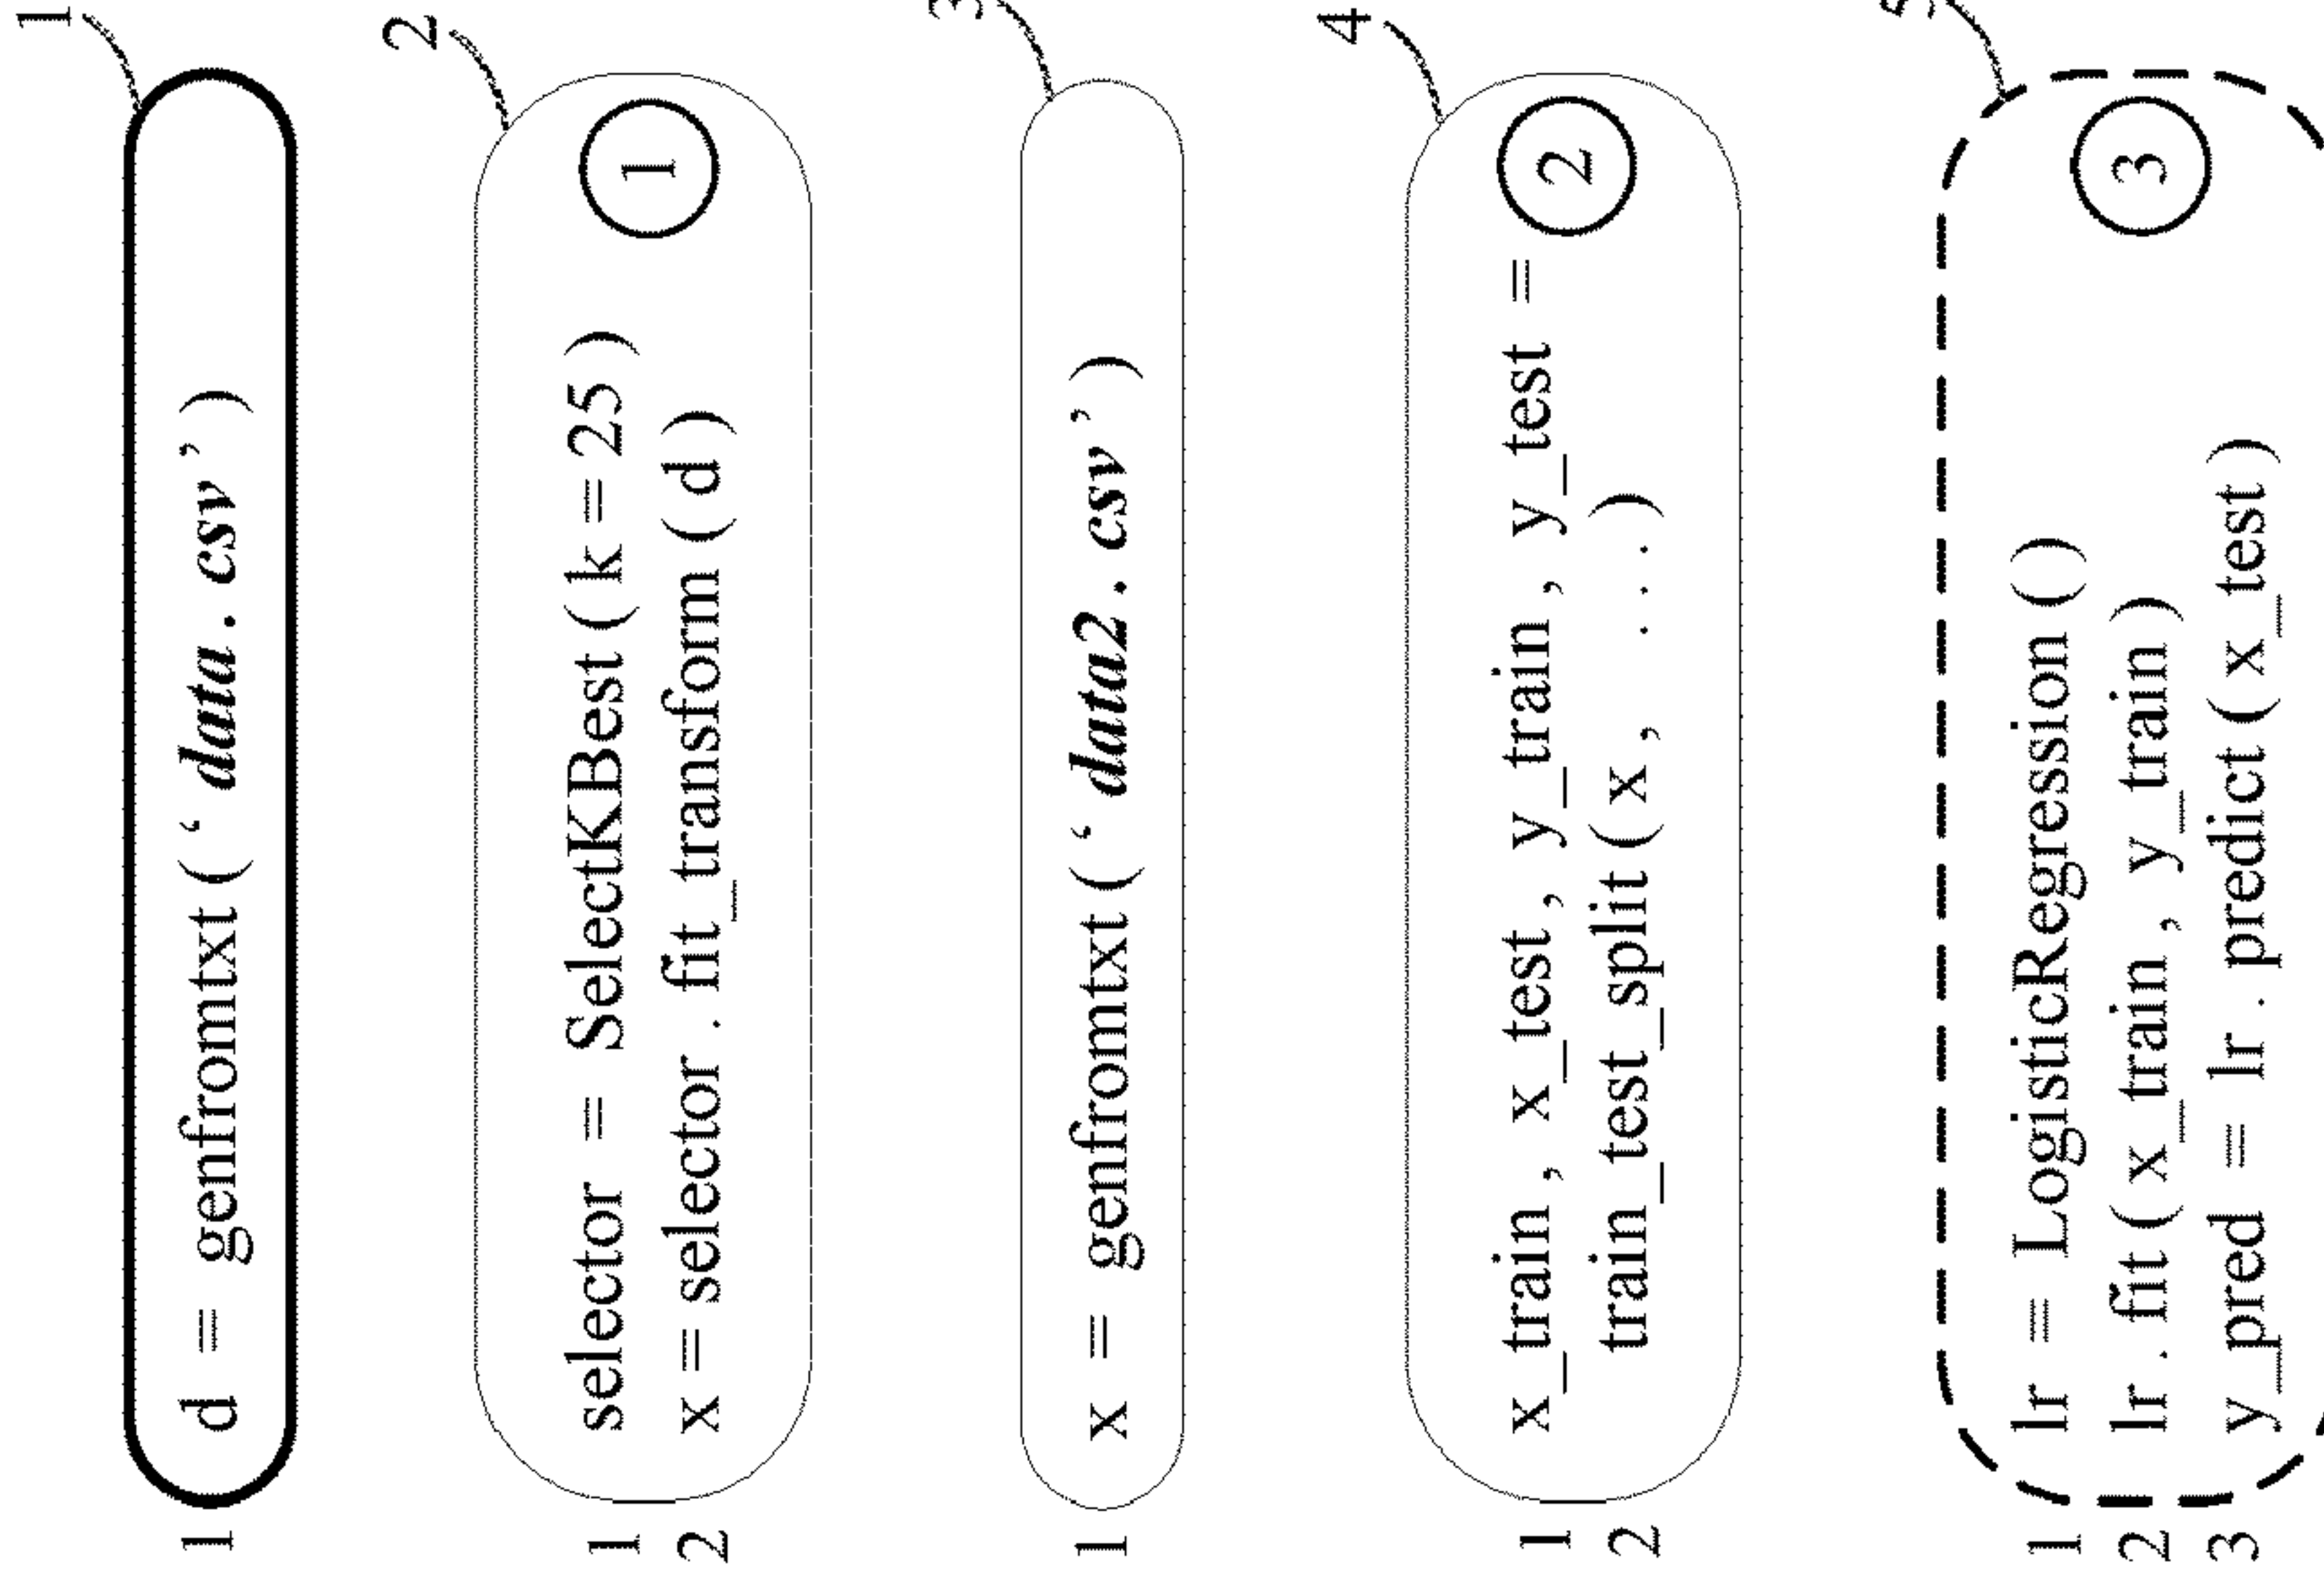 1
1 d = genfromtxt ( ‘ data . csv ’ )
2
1 selector = SelectKBest ( k = 25 )
2 x = selector . fit_transform ( d )
1
3
1 x = genfromtxt ( ‘ data2 . csv ’ )
4
1 x_train , x_test , y_train , y_test =
2 train_test_split ( x , . . . )
2
5
1 lr = LogisticRegression ( )
2 lr . fit ( x_train , y_train )
3 y_pred = lr . predict ( x_test )
3